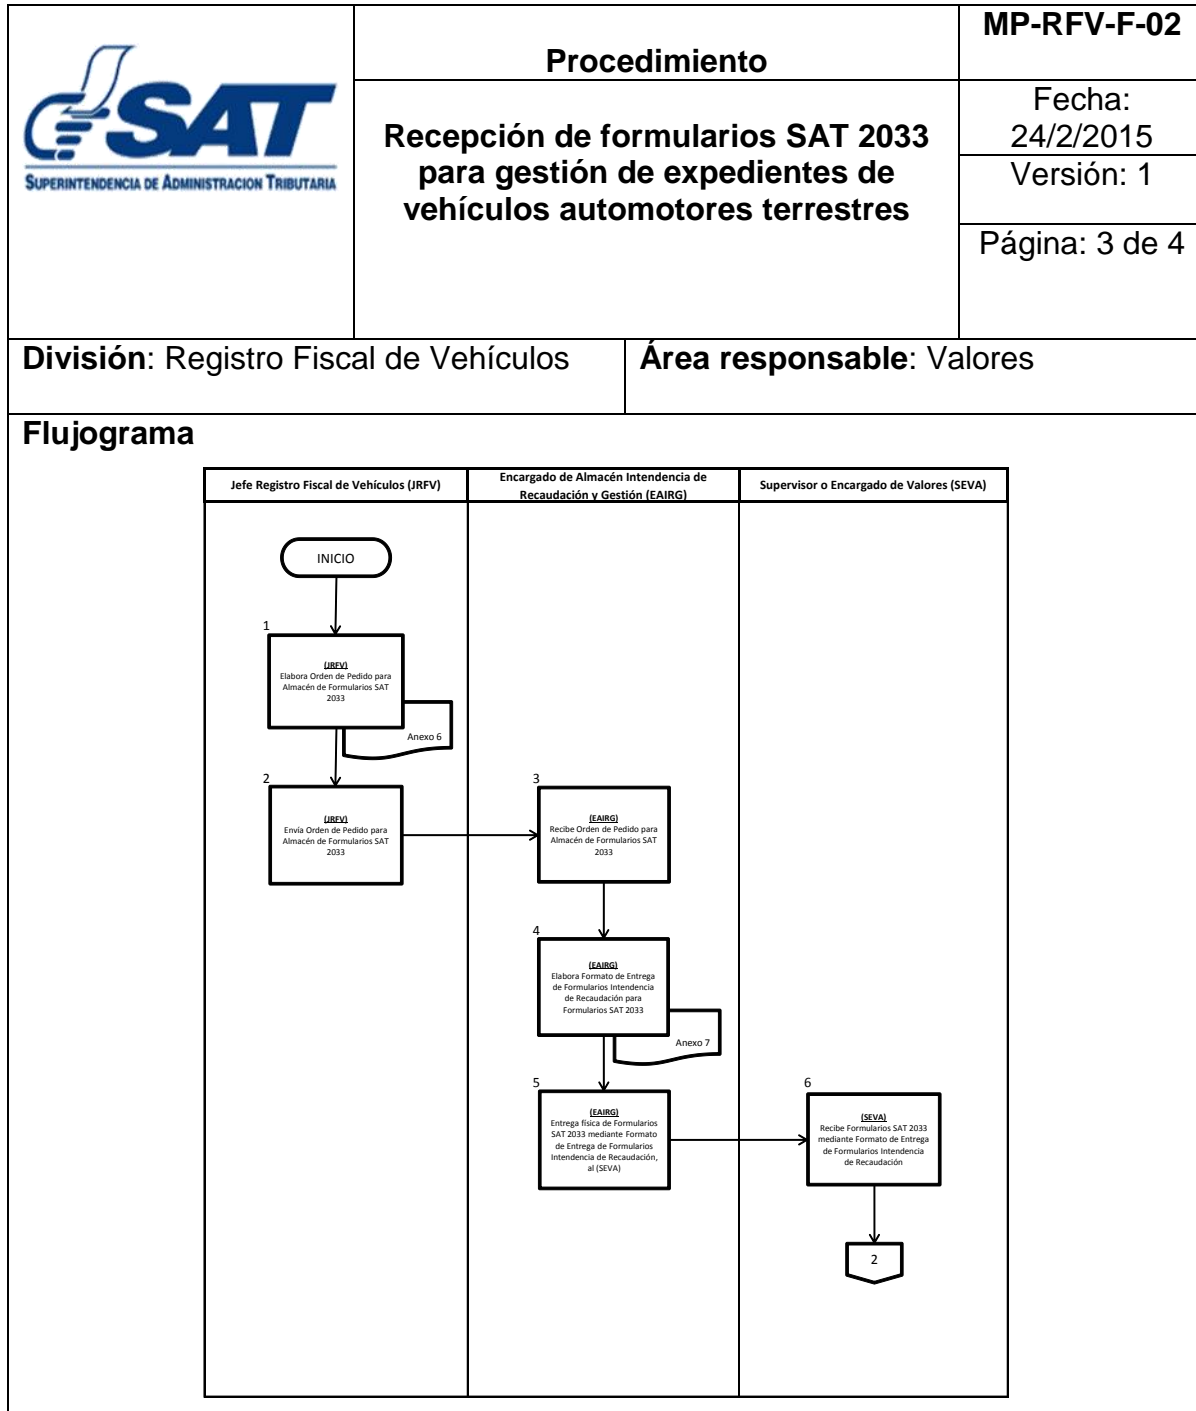 SAT
SUPERINTENDENCIA DE ADMINISTRACION TRIBUTARIA
Procedimiento
Recepción de formularios SAT 2033
para gestión de expedientes de
vehículos automotores terrestres
MP-RFV-F-02
Fecha:
24/2/2015
Versión: 1
Página: 3 de 4
División: Registro Fiscal de Vehículos
Área responsable: Valores
Flujograma
Jefe Registro Fiscal de Vehículos (JRFV)
Encargado de Almacén Intendencia de
Recaudación y Gestión (EAIRG)
Supervisor o Encargado de Valores (SEVA)
INICIO
1
(JRFV)
Elabora Orden de Pedido para
Almacén de Formularios SAT
2033
Anexo 6
2
(JRFV)
Envía Orden de Pedido para
Almacén de Formularios SAT
2033
3
(EAIRG)
Recibe Orden de Pedido para
Almacén de Formularios SAT
2033
4
(EAIRG)
Elabora Formato de Entrega
de Formularios Intendencia
de Recaudación para
Formularios SAT 2033
Anexo 7
5
(EAIRG)
Entrega física de Formularios
SAT 2033 mediante Formato
de Entrega de Formularios
Intendencia de Recaudación,
al (SEVA)
6
(SEVA)
Recibe Formularios SAT 2033
mediante Formato de Entrega
de Formularios Intendencia
de Recaudación
2